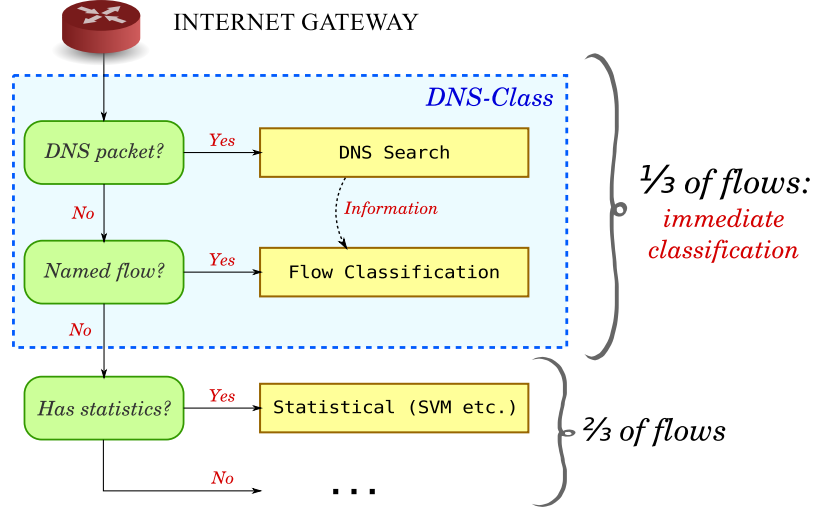 INTERNET GATEWAY
DNS-Class
DNS packet?
Yes
DNS Search
No
Information
Named flow?
Yes
Flow Classification
No
⅓ of flows:
immediate
classification
Has statistics?
Yes
Statistical (SVM etc.)
No
...
⅔ of flows